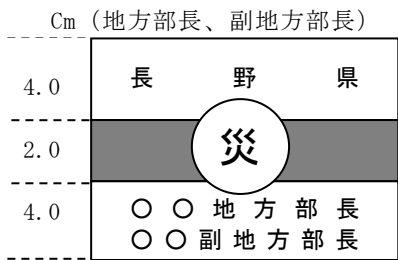 Cm（地方部長、副地方部長）
4.0
長 野 県
2.0
災
4.0
○ ○ 地 方 部 長
○ ○ 副 地 方 部 長